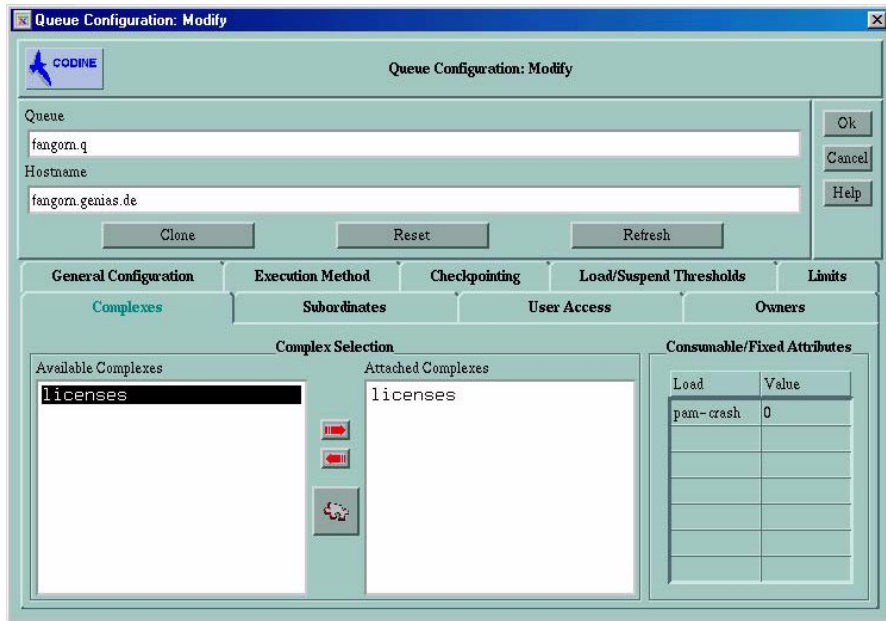 Queue Configuration: Modify
CODINE
Queue Configuration: Modify
Queue
fangorn.q
Hostname
fangorn.genias.de
Ok
Cancel
Help
Clone Reset Refresh
General Configuration Execution Method Checkpointing Load/Suspend Thresholds Limits
Complexes Subordinates User Access Owners
Complex Selection
Available Complexes
licenses
Attached Complexes
licenses
Consumable/Fixed Attributes
Load Value
pam-crash 0